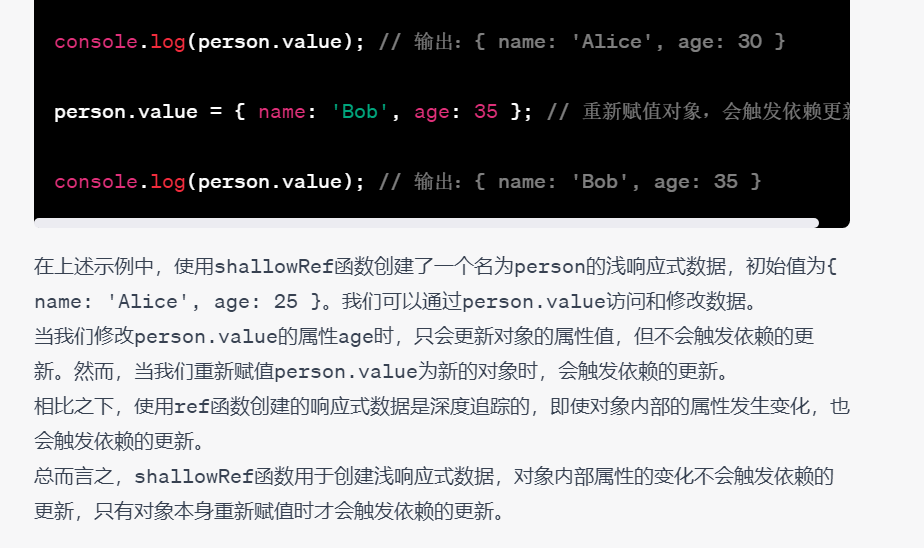 console.log(person.value); // 输出: { name: 'Alice', age: 30 }
person.value = { name: 'Bob', age: 35 }; // 重新赋值对象，会触发依赖更
console.log(person.value); // 输出: { name: 'Bob', age: 35 }
在上述示例中，使用shallowRef函数创建了一个名为person的浅响应式数据，初始值为{
name: 'Alice', age: 25 }。我们可以通过person.value访问和修改数据。
当我们修改person.value的属性age时，只会更新对象的属性值，但不会触发依赖的更
新。然而，当我们重新赋值person.value为新的对象时，会触发依赖的更新。
相比之下，使用ref函数创建的响应式数据是深度追踪的，即使对象内部的属性发生变化，也
会触发依赖的更新。
总而言之，shallowRef函数用于创建浅响应式数据，对象内部属性的变化不会触发依赖的
更新，只有对象本身重新赋值时才会触发依赖的更新。